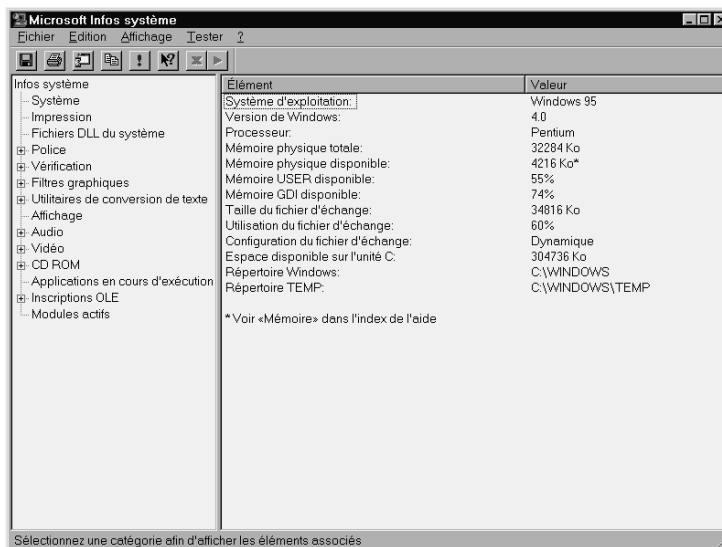 Microsoft Infos système
Fichier Edition Affichage Tester ?
Infos système
Système
Impression
Fichiers DLL du système
Police
Vérification
Filtres graphiques
Utilitaires de conversion de texte
Affichage
Audio
Vidéo
CD ROM
Applications en cours d'exécution
Inscriptions OLE
Modules actifs
Élément Valeur
Système d'exploitation: Windows 95
Version de Windows: 4.0
Processeur: Pentium
Mémoire physique totale: 32284 Ko
Mémoire physique disponible: 4216 Ko*
Mémoire USER disponible: 55%
Mémoire GDI disponible: 74%
Taille du fichier d'échange: 34816 Ko
Utilisation du fichier d'échange: 60%
Configuration du fichier d'échange: Dynamique
Espace disponible sur l'unité C: 304736 Ko
Répertoire Windows: C:\WINDOWS
Répertoire TEMP: C:\WINDOWS\TEMP
*Voir «Mémoire» dans l'index de l'aide
Sélectionnez une catégorie afin d'afficher les éléments associés